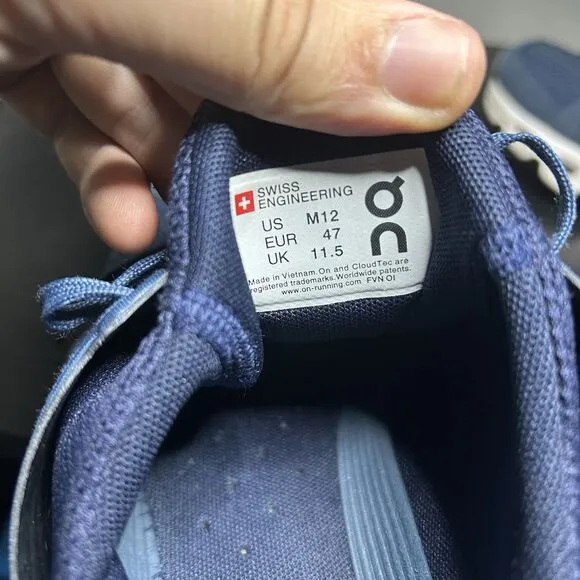 SWISS
ENGINEERING
US M12
EUR 47
UK 11.5
On
Made in Vietnam. On and CloudTec are
registered trademarks. Worldwide patents.
www.on-running.com FVN 01